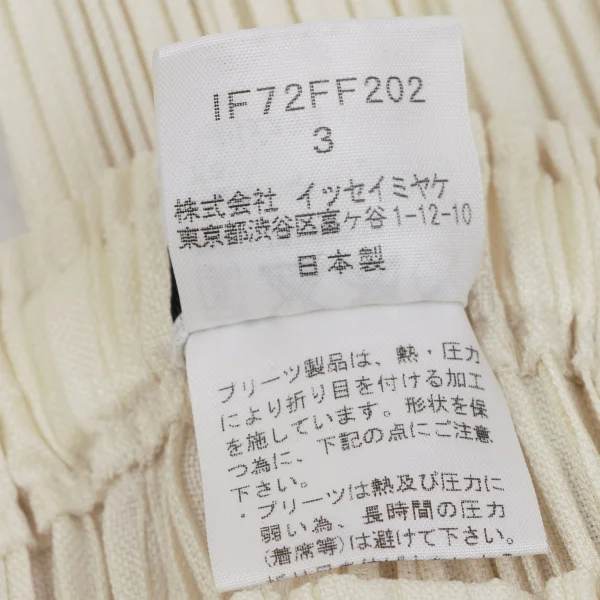 IF72FF202
3
株式会社 イッセイミヤケ
東京都渋谷区富ケ谷1-12-10
日本製
プリーツ製品は、熱・圧力
により折り目を付ける加工
を施しています。形状を保
つ為に、下記の点にご注意
下さい。
・プリーツは熱及び圧力に
弱い為、長時間の圧力
(着席等)は避けて下さい。